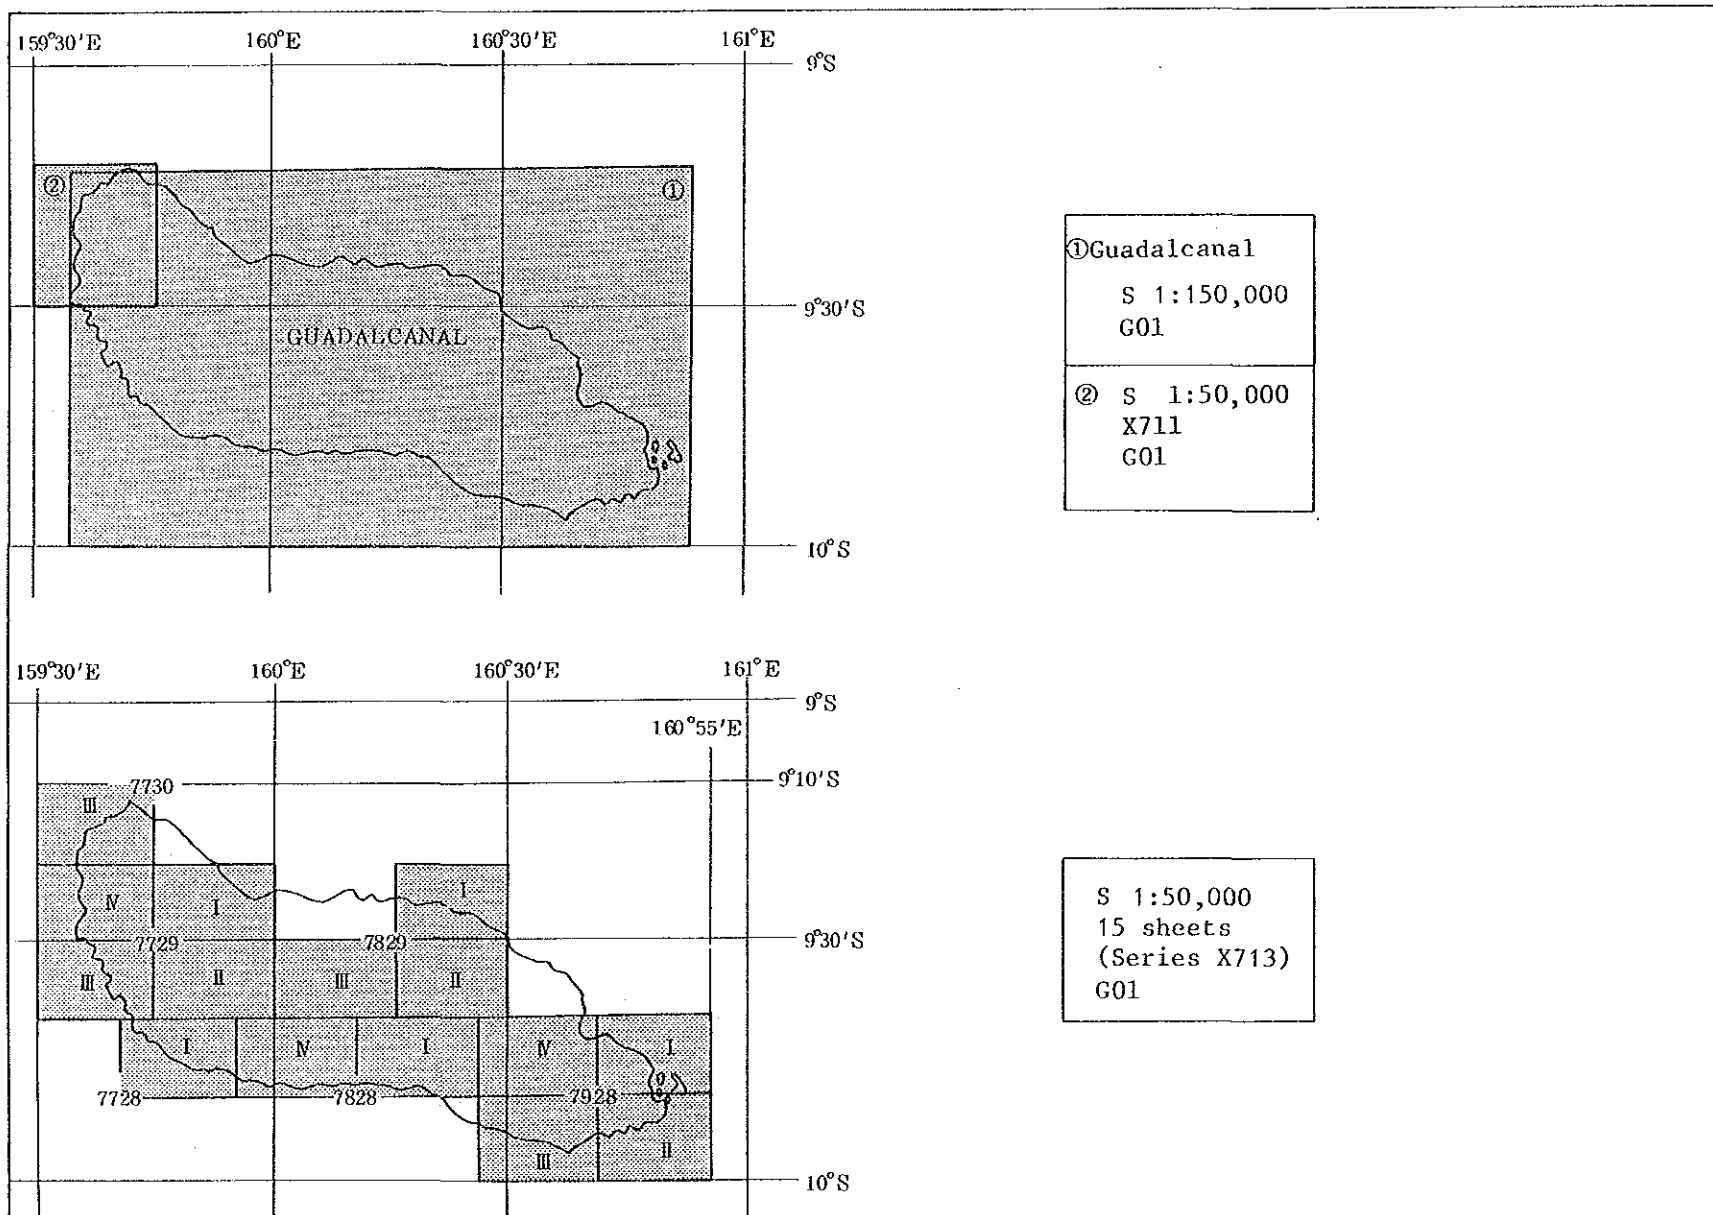 159°30'E 160°E 160°30'E 161°E
9°S
② ①
9°30'S
GUADALCANAL
10°S
①Guadalcanal
S 1:150,000
G01
② S 1:50,000
X711
G01
159°30'E 160°E 160°30'E 161°E
9°S
160°55'E
9°10'S
7730
Ⅲ
Ⅳ Ⅰ Ⅰ
7729 7829 9°30'S
Ⅲ Ⅱ Ⅲ Ⅱ
Ⅰ Ⅳ Ⅰ Ⅳ Ⅰ
7728 7828 7928
Ⅲ Ⅱ
10°S
S 1:50,000
15 sheets
(Series X713)
G01